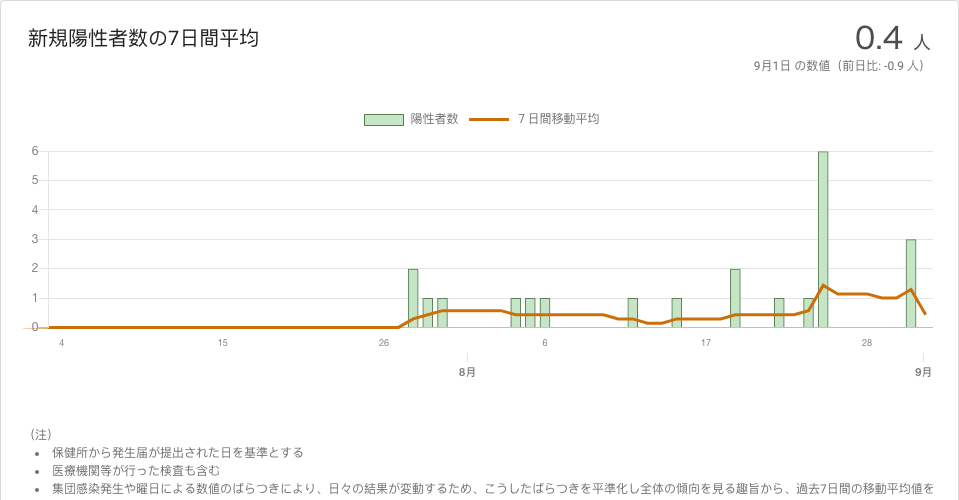 新規陽性者数の7日間平均
0.4 人
9月1日 の数値（前日比: -0.9 人）
陽性者数
7 日間移動平均
6
5
4
3
2
1
0
4 15 26 6 17 28
8月 9月
（注）
• 保健所から発生届が提出された日を基準とする
• 医療機関等が行った検査も含む
• 集団感染発生や曜日による数値のばらつきにより、日々の結果が変動するため、こうしたばらつきを平準化し全体の傾向を見る趣旨から、過去7日間の移動平均値を